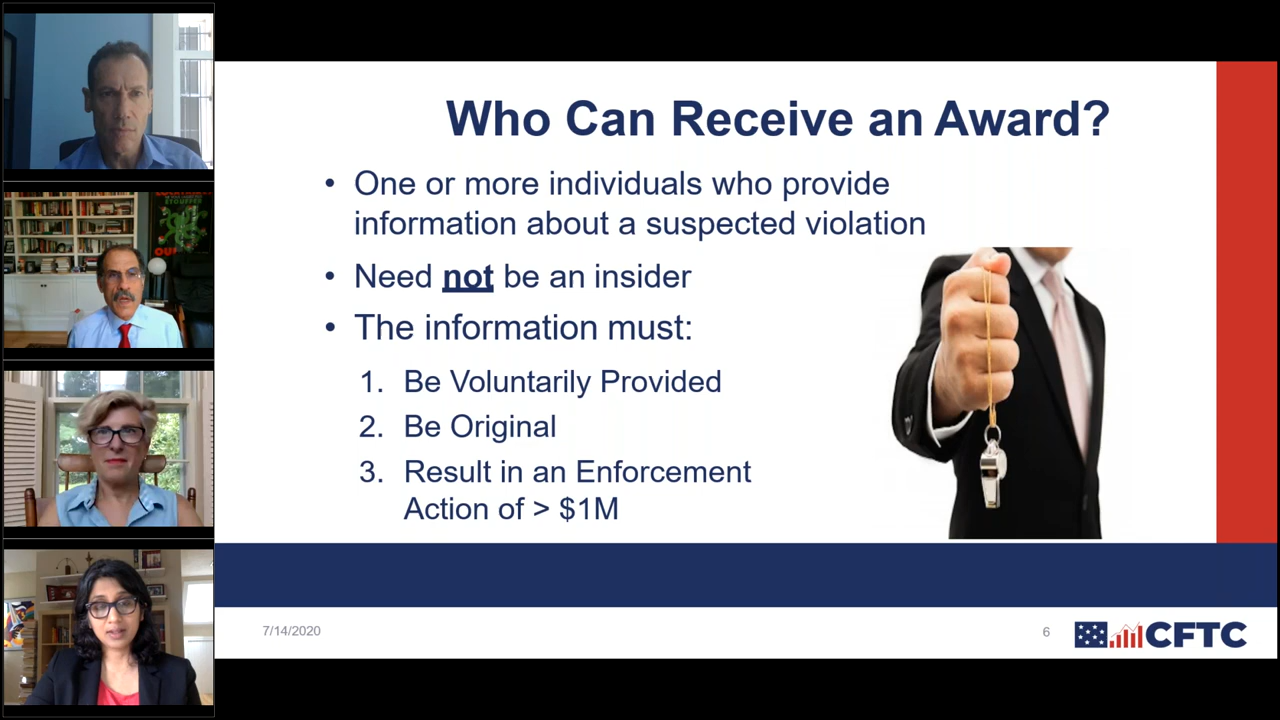 Who Can Receive an Award?
• One or more individuals who provide
information about a suspected violation
• Need not be an insider
• The information must:
1. Be Voluntarily Provided
2. Be Original
3. Result in an Enforcement
Action of > $1M
7/14/2020
6
CFTC